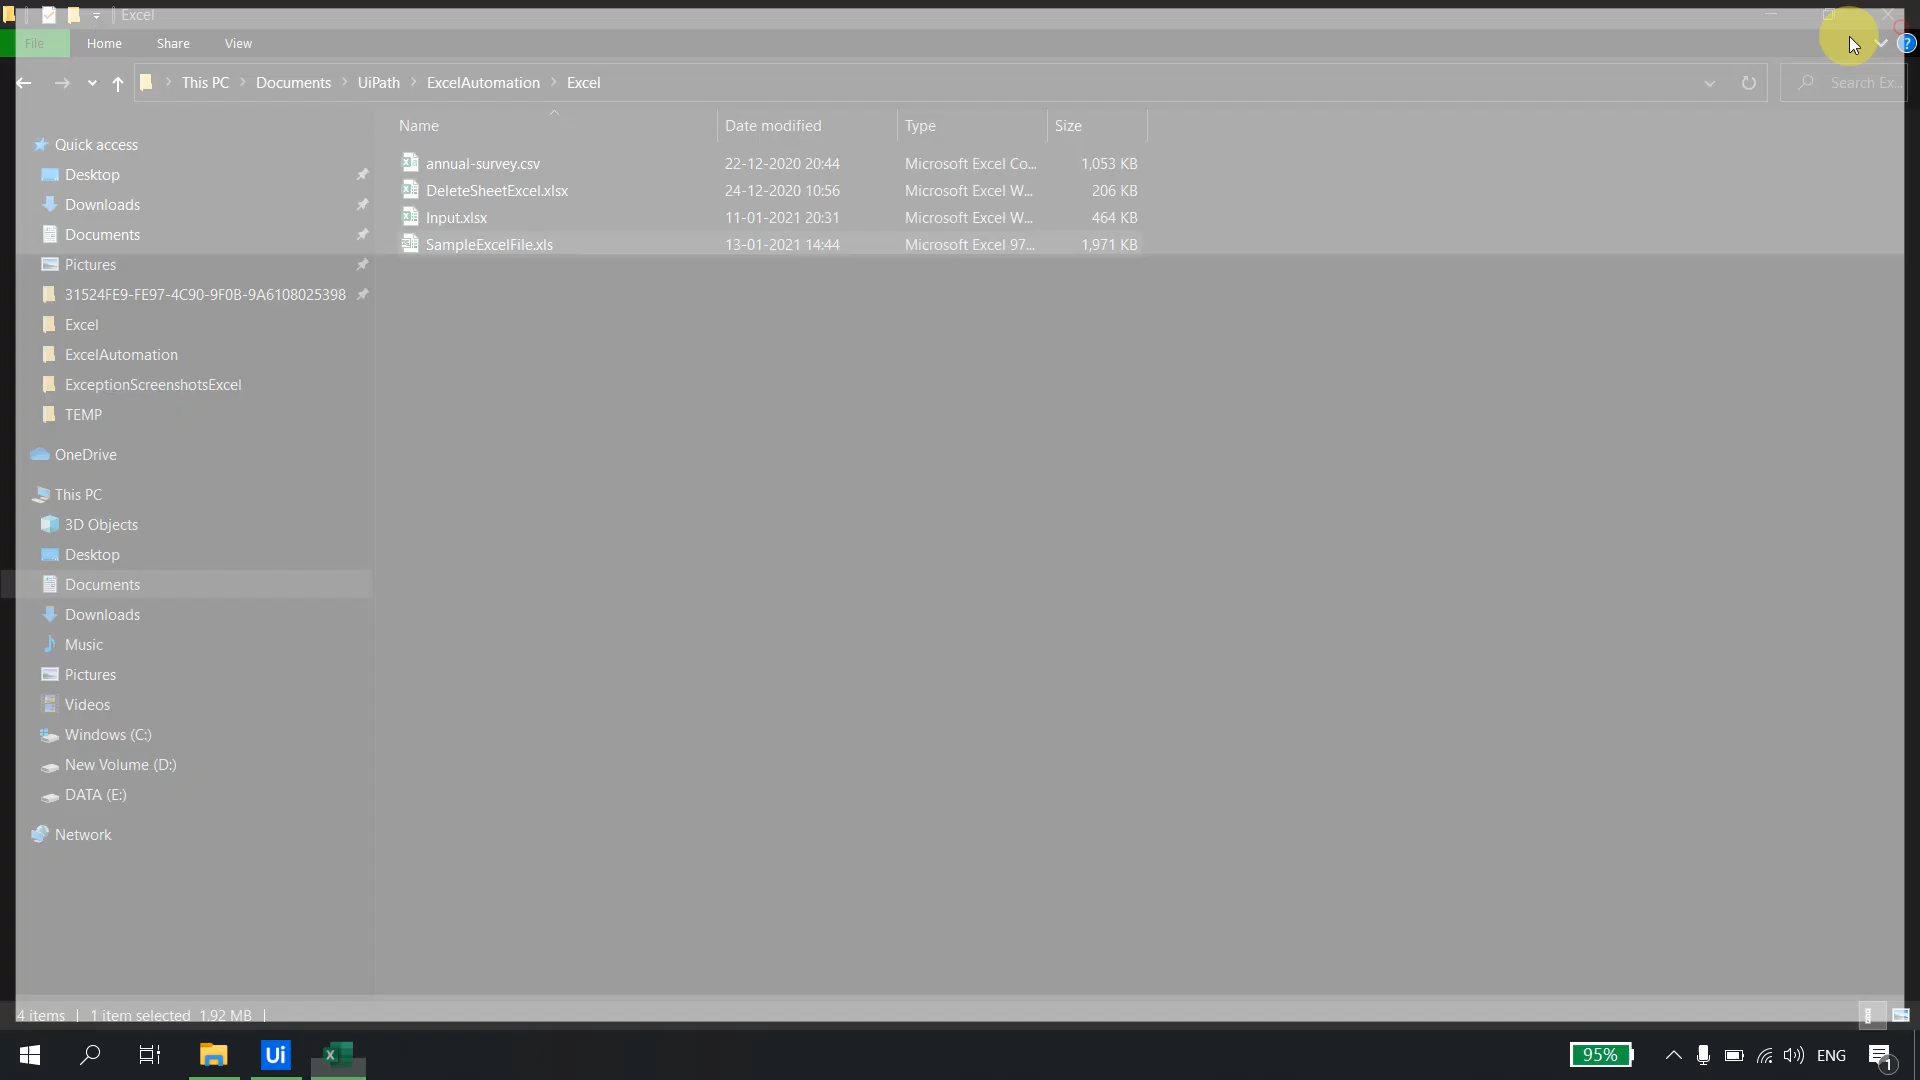 Excel
File Home Share View
This PC Documents UiPath ExcelAutomation Excel Search Ex...
Name Date modified Type Size
annual-survey.csv 22-12-2020 20:44 Microsoft Excel Co... 1,053 KB
DeleteSheetExcel.xlsx 24-12-2020 10:56 Microsoft Excel W... 206 KB
Input.xlsx 11-01-2021 20:31 Microsoft Excel W... 464 KB
SampleExcelFile.xls 13-01-2021 14:44 Microsoft Excel 97... 1,971 KB
Quick access
Desktop
Downloads
Documents
Pictures
31524FE9-FE97-4C90-9F0B-9A6108025398
Excel
ExcelAutomation
ExceptionScreenshotsExcel
TEMP
OneDrive
This PC
3D Objects
Desktop
Documents
Downloads
Music
Pictures
Videos
Windows (C:)
New Volume (D:)
DATA (E:)
Network
4 items 1 item selected 1.92 MB
Ui 95% ENG 1